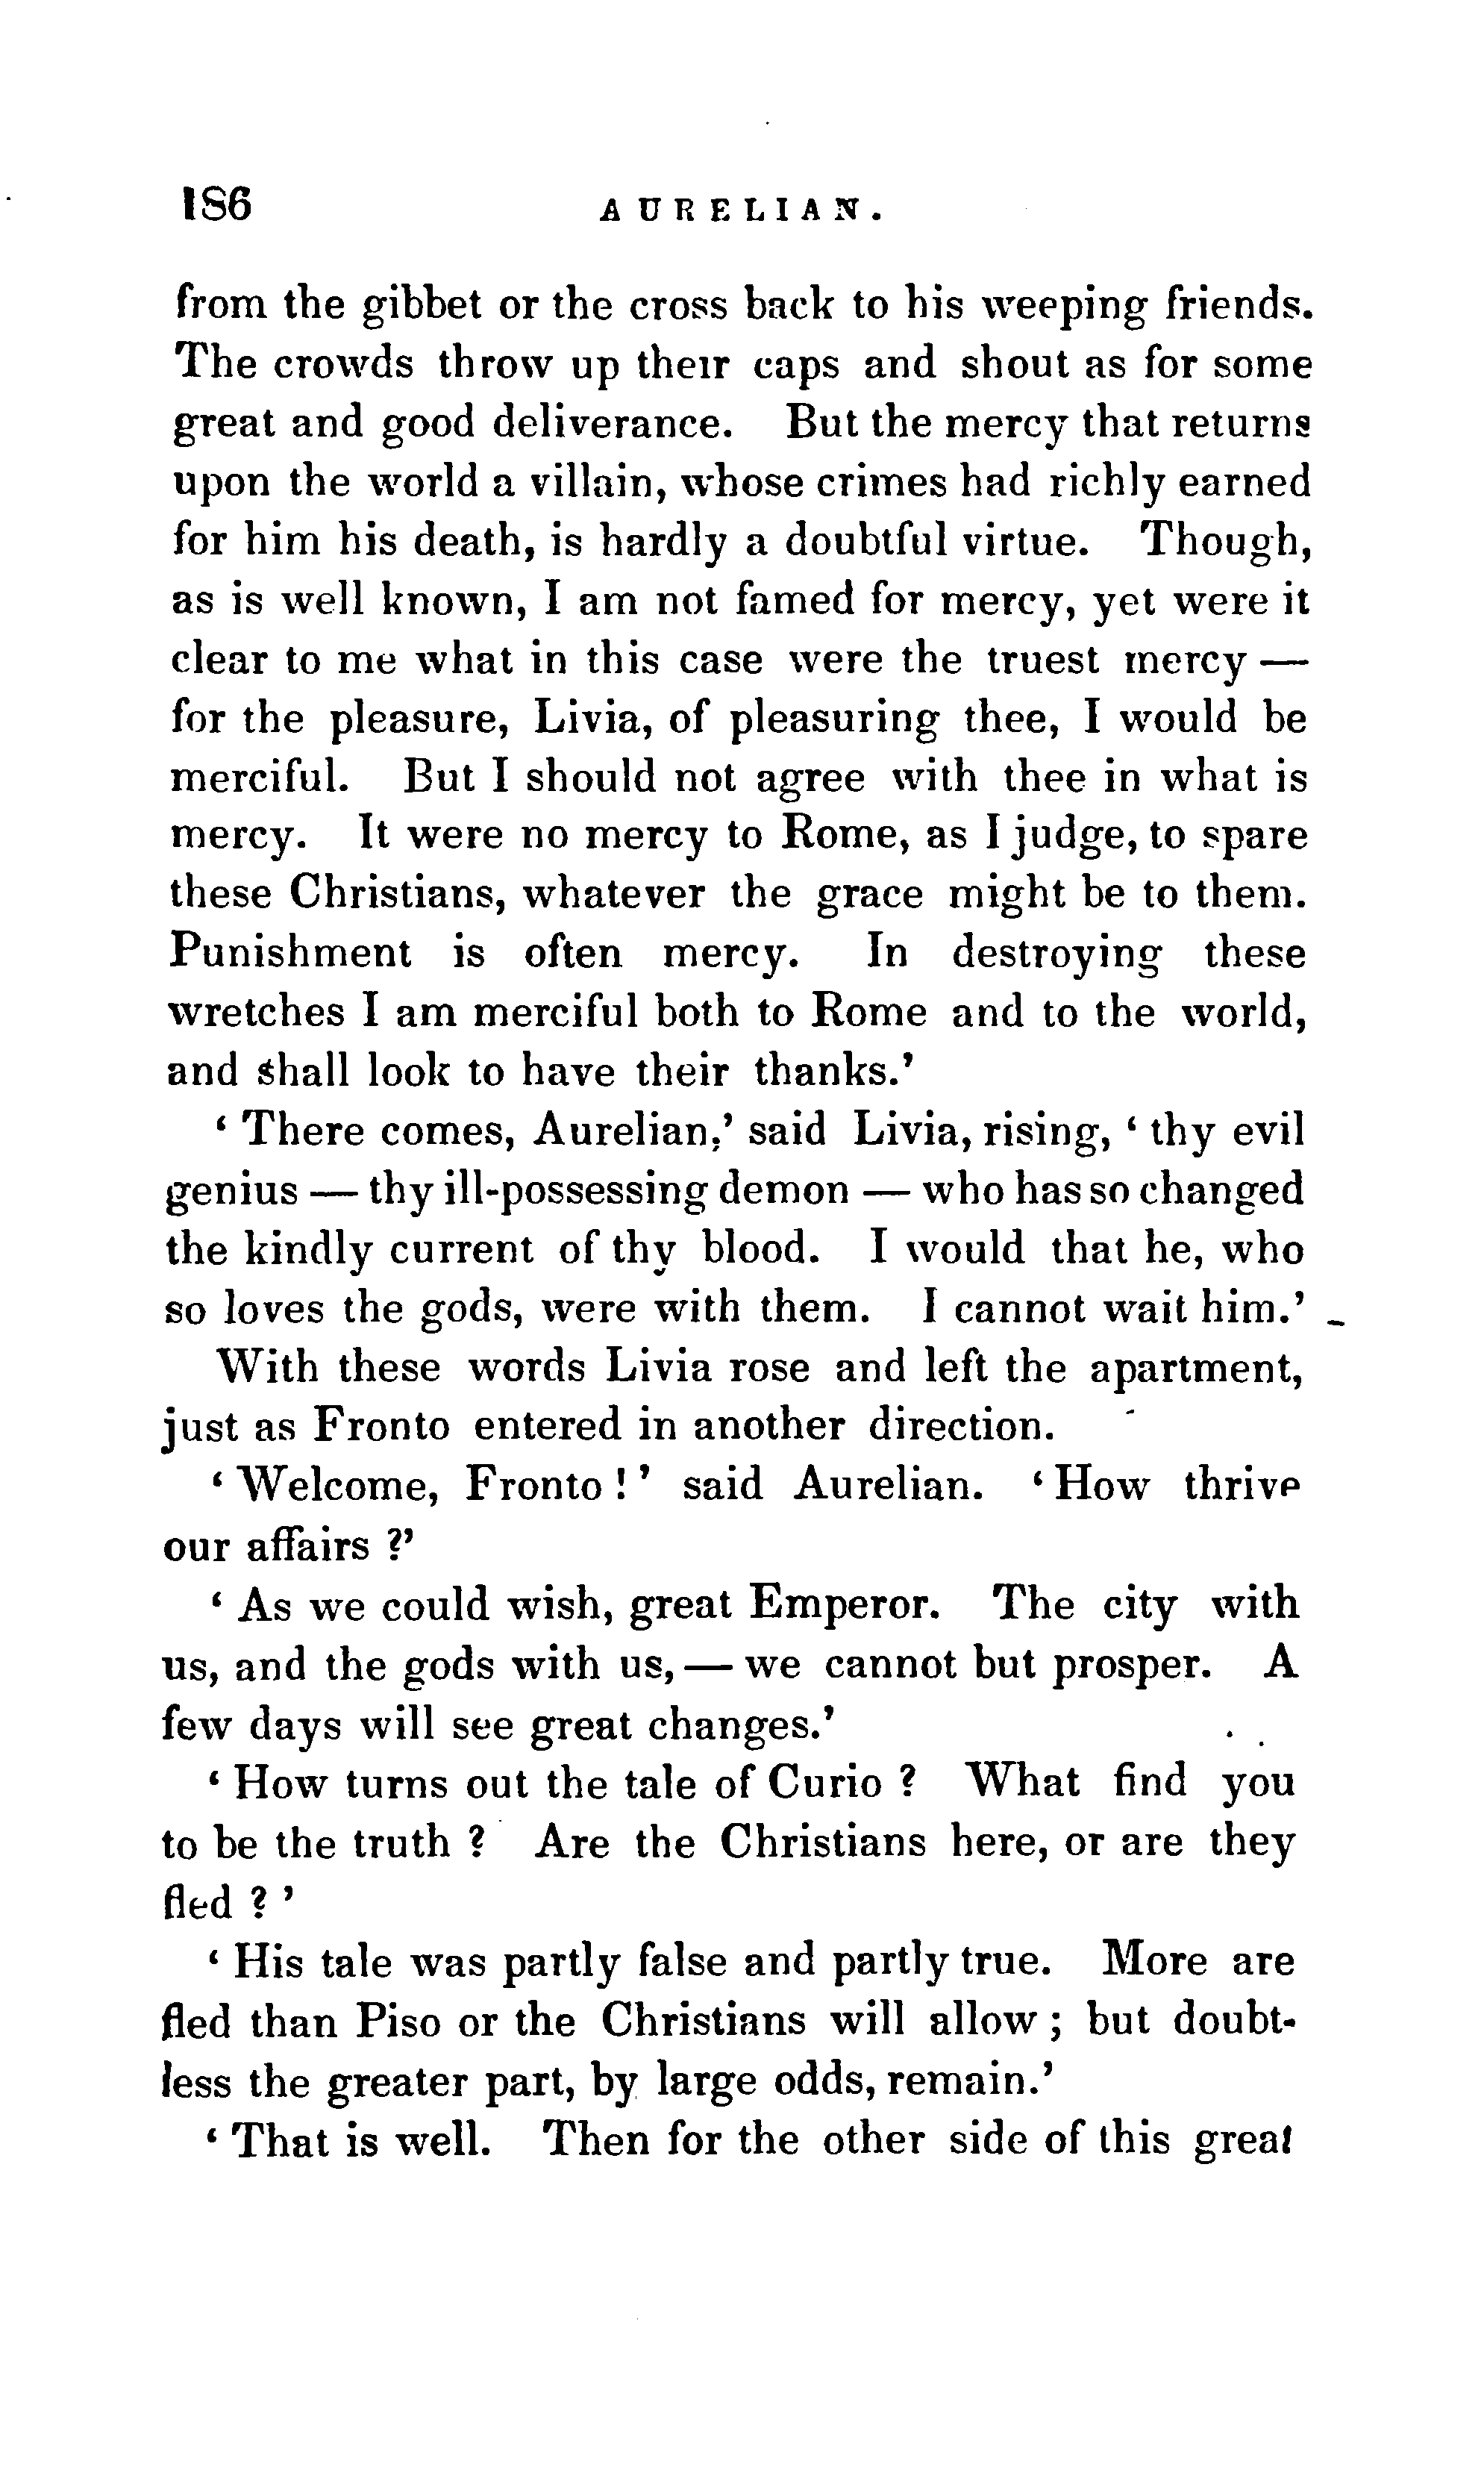 186 AURELIAN.
from the gibbet or the cross back to his weeping friends.
The crowds throw up their caps and shout as for some
great and good deliverance. But the mercy that returns
upon the world a villain, whose crimes had richly earned
for him his death, is hardly a doubtful virtue. Though,
as is well known, I am not famed for mercy, yet were it
clear to me what in this case were the truest mercy —
for the pleasure, Livia, of pleasuring thee, I would be
merciful. But I should not agree with thee in what is
mercy. It were no mercy to Rome, as I judge, to spare
these Christians, whatever the grace might be to them.
Punishment is often mercy. In destroying these
wretches I am merciful both to Rome and to the world,
and shall look to have their thanks.’
‘ There comes, Aurelian,’ said Livia, rising, ‘ thy evil
genius — thy ill-possessing demon — who has so changed
the kindly current of thy blood. I would that he, who
so loves the gods, were with them. I cannot wait him.’
With these words Livia rose and left the apartment,
just as Fronto entered in another direction.
‘ Welcome, Fronto ! ’ said Aurelian. ‘ How thrive
our affairs ?’
‘ As we could wish, great Emperor. The city with
us, and the gods with us, — we cannot but prosper. A
few days will see great changes.’
‘ How turns out the tale of Curio ? What find you
to be the truth ? Are the Christians here, or are they
fled ? ’
‘ His tale was partly false and partly true. More are
fled than Piso or the Christians will allow ; but doubt-
less the greater part, by large odds, remain.’
‘ That is well. Then for the other side of this great